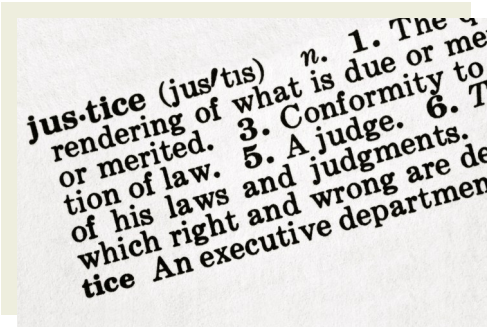 jus·tice (jus′tıs) n. 1. The q
rendering of what is due or me
or merited. 3. Conformity to
tion of law. 5. A judge. 6. T
of his laws and judgments.
which right and wrong are de
tice An executive departmen